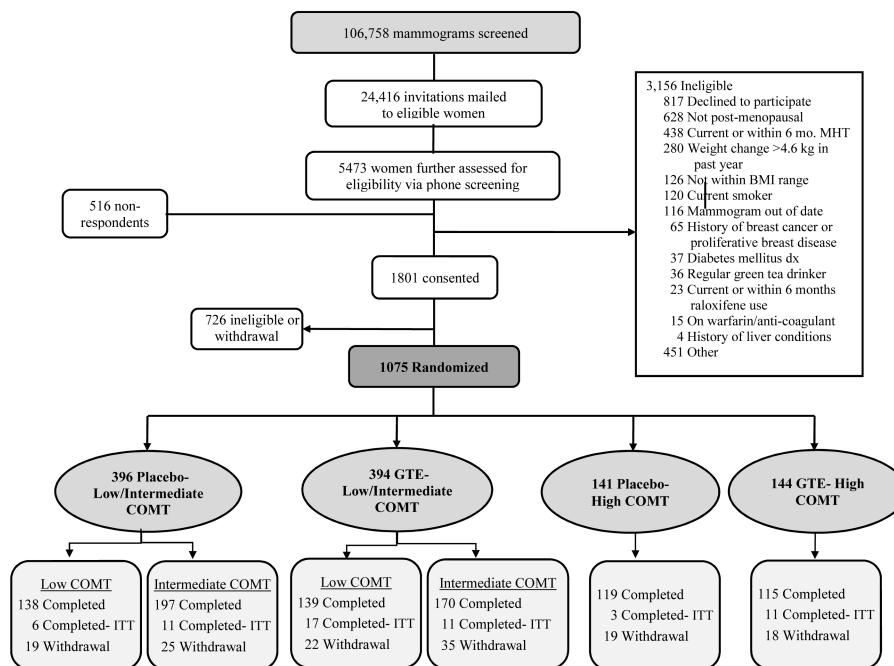 106,758 mammograms screened
24,416 invitations mailed
to eligible women
5473 women further assessed for
eligibility via phone screening
516 non-
respondents
3,156 Ineligible
817 Declined to participate
628 Not post-menopausal
438 Current or within 6 mo. MHT
280 Weight change >4.6 kg in
past year
126 Not within BMI range
120 Current smoker
116 Mammogram out of date
65 History of breast cancer or
proliferative breast disease
37 Diabetes mellitus dx
36 Regular green tea drinker
23 Current or within 6 months
raloxifene use
15 On warfarin/anti-coagulant
4 History of liver conditions
451 Other
1801 consented
726 ineligible or
withdrawal
1075 Randomized
396 Placebo-
Low/Intermediate
COMT
394 GTE-
Low/Intermediate
COMT
141 Placebo-
High COMT
144 GTE- High
COMT
Low COMT
138 Completed
6 Completed- ITT
19 Withdrawal
Intermediate COMT
197 Completed
11 Completed- ITT
25 Withdrawal
Low COMT
139 Completed
17 Completed- ITT
22 Withdrawal
Intermediate COMT
170 Completed
11 Completed- ITT
35 Withdrawal
119 Completed
3 Completed- ITT
19 Withdrawal
115 Completed
11 Completed- ITT
18 Withdrawal